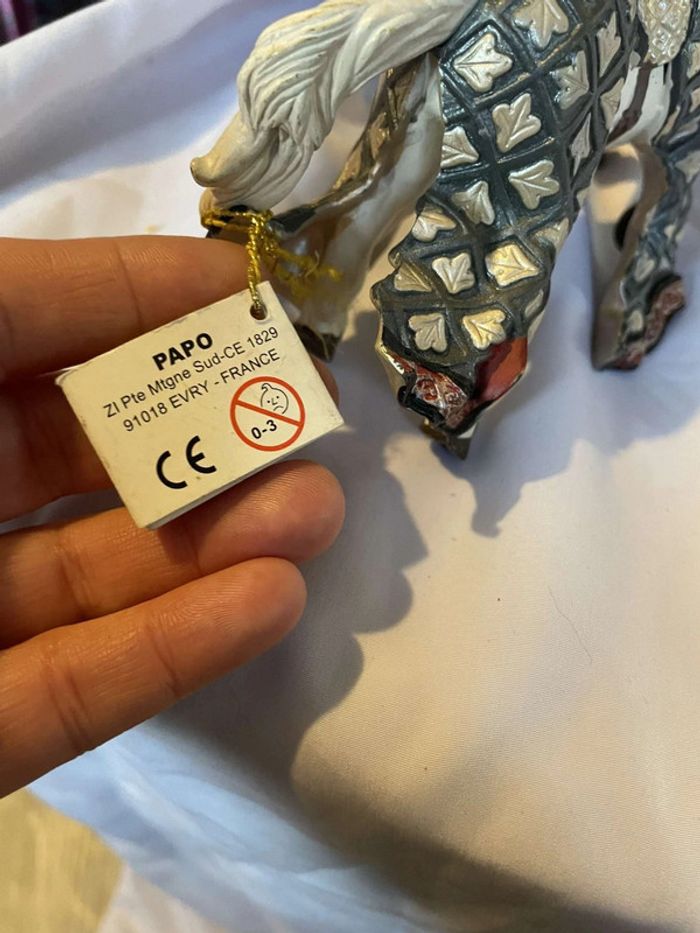 PAPO
ZI Pte Mtgne Sud-CE 1829
91018 EVRY - FRANCE
0-3
CE